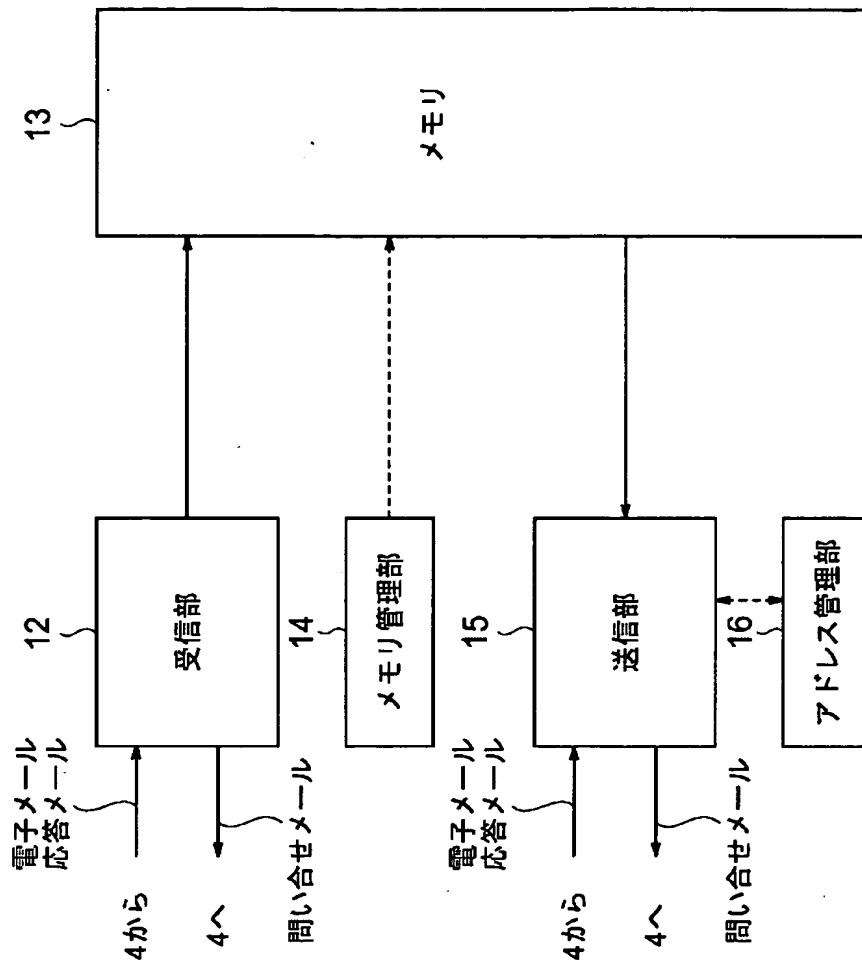 電子メール
応答メール
12
13
4から
受信部
4へ
問い合せメール
14
メモリ管理部
メモリ
電子メール
応答メール
15
4から
送信部
4へ
問い合せメール
16
アドレス管理部